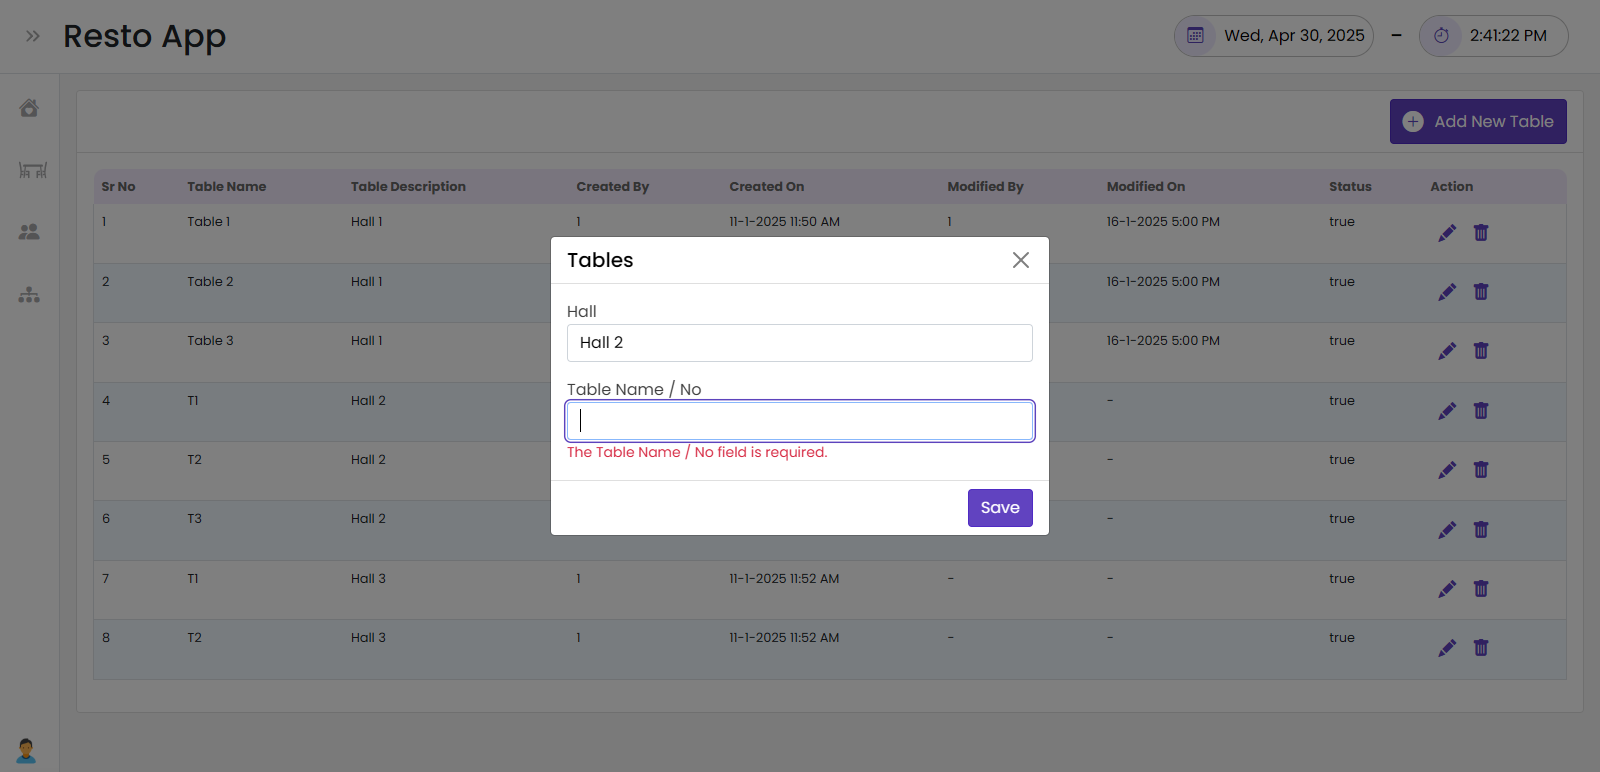 Resto App
Wed, Apr 30, 2025 – 2:41:22 PM
Add New Table
Sr No Table Name Table Description Created By Created On Modified By Modified On Status Action
1 Table 1 Hall 1 1 11-1-2025 11:50 AM 1 16-1-2025 5:00 PM true
2 Table 2 Hall 1 16-1-2025 5:00 PM true
3 Table 3 Hall 1 16-1-2025 5:00 PM true
4 T1 Hall 2 - true
5 T2 Hall 2 - true
6 T3 Hall 2 - true
7 T1 Hall 3 1 11-1-2025 11:52 AM - - true
8 T2 Hall 3 1 11-1-2025 11:52 AM - - true
Tables
Hall
Hall 2
Table Name / No
The Table Name / No field is required.
Save